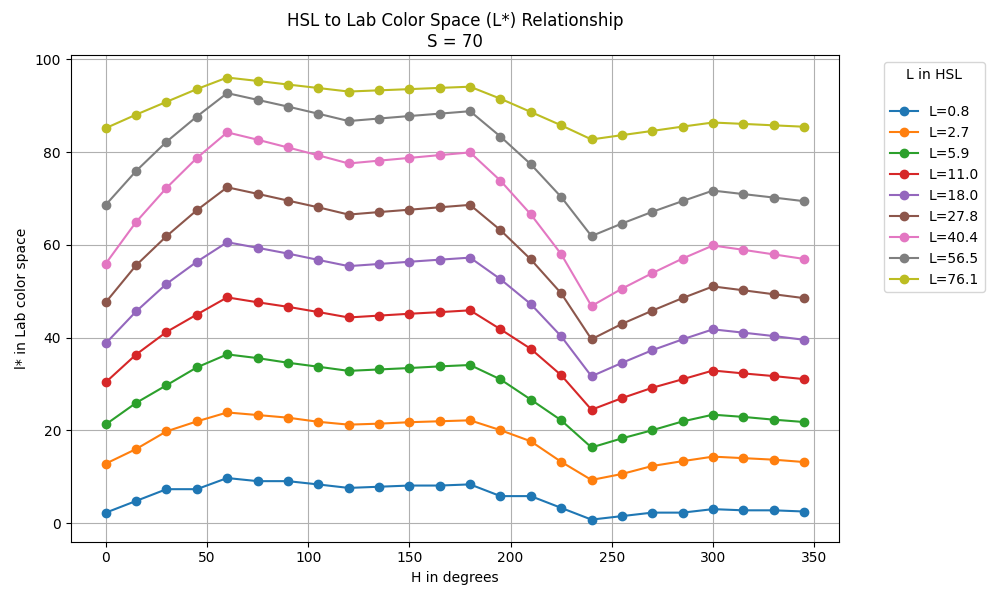 HSL to Lab Color Space (L*) Relationship
S = 70
100
80
60
40
20
0
l* in Lab color space
0 50 100 150 200 250 300 350
H in degrees
L in HSL
L=0.8
L=2.7
L=5.9
L=11.0
L=18.0
L=27.8
L=40.4
L=56.5
L=76.1